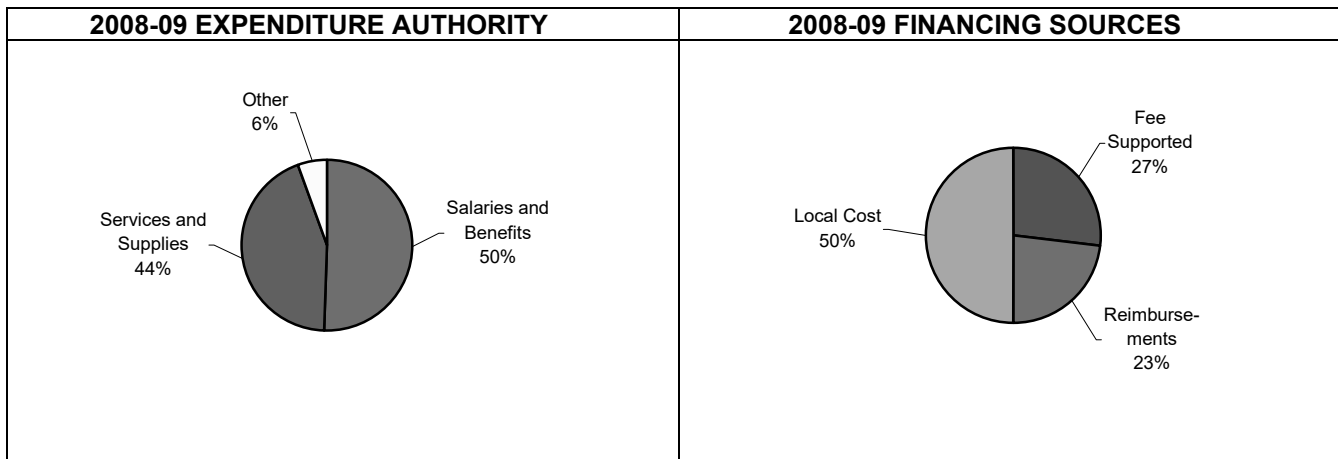 2008-09 EXPENDITURE AUTHORITY
Other
6%
Services and
Supplies
44%
Salaries and
Benefits
50%
2008-09 FINANCING SOURCES
Fee
Supported
27%
Local Cost
50%
Reimburse-
ments
23%